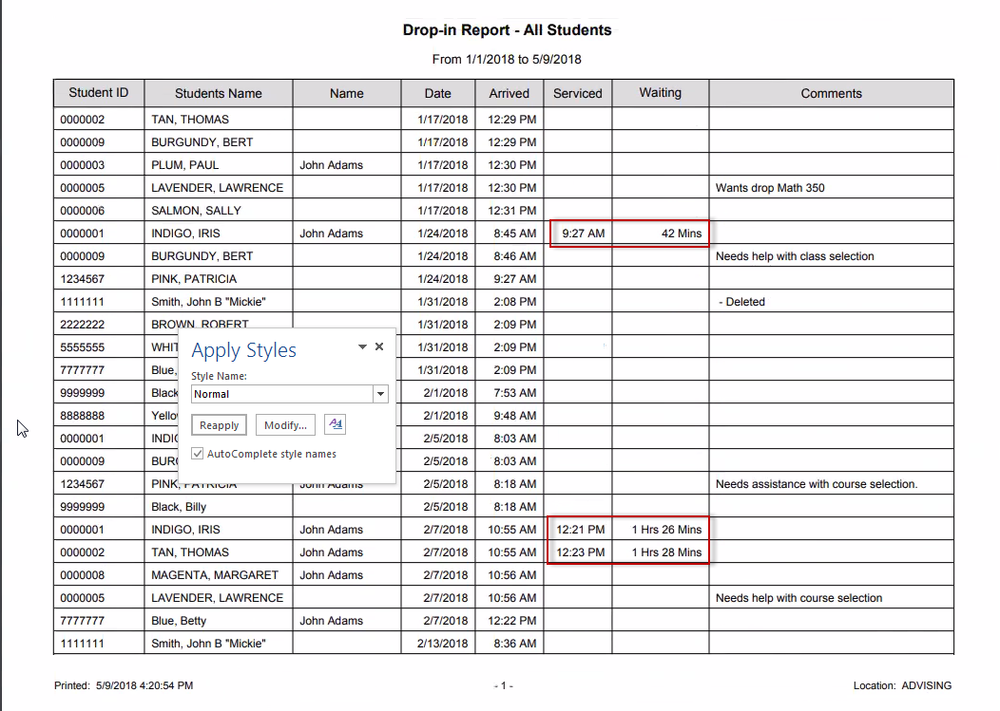 Drop-in Report - All Students
From 1/1/2018 to 5/9/2018
Student ID Students Name Name Date Arrived Serviced Waiting Comments
0000002 TAN, THOMAS 1/17/2018 12:29 PM
0000009 BURGUNDY, BERT 1/17/2018 12:29 PM
0000003 PLUM, PAUL John Adams 1/17/2018 12:30 PM
0000005 LAVENDER, LAWRENCE 1/17/2018 12:30 PM Wants drop Math 350
0000006 SALMON, SALLY 1/17/2018 12:31 PM
0000001 INDIGO, IRIS John Adams 1/24/2018 8:45 AM 9:27 AM 42 Mins
0000009 BURGUNDY, BERT 1/24/2018 8:46 AM Needs help with class selection
1234567 PINK, PATRICIA 1/24/2018 9:27 AM
1111111 Smith, John B "Mickie" 1/31/2018 2:08 PM - Deleted
2222222 BROWN, ROBERT 1/31/2018 2:09 PM
5555555 WHIT 1/31/2018 2:09 PM
7777777 Blue, 1/31/2018 2:09 PM
9999999 Black 2/1/2018 7:53 AM
8888888 Yello 2/1/2018 9:48 AM
0000001 INDIG 2/5/2018 8:03 AM
0000009 BURG 2/5/2018 8:03 AM
1234567 PINK, PATRICIA John Adams 2/5/2018 8:18 AM Needs assistance with course selection.
9999999 Black, Billy 2/5/2018 8:18 AM
0000001 INDIGO, IRIS John Adams 2/7/2018 10:55 AM 12:21 PM 1 Hrs 26 Mins
0000002 TAN, THOMAS John Adams 2/7/2018 10:55 AM 12:23 PM 1 Hrs 28 Mins
0000008 MAGENTA, MARGARET John Adams 2/7/2018 10:56 AM
0000005 LAVENDER, LAWRENCE 2/7/2018 10:56 AM Needs help with course selection
7777777 Blue, Betty John Adams 2/7/2018 12:22 PM
1111111 Smith, John B "Mickie" 2/13/2018 8:36 AM
Apply Styles
Style Name:
Normal
Reapply Modify...
AutoComplete style names
Printed: 5/9/2018 4:20:54 PM - 1 - Location: ADVISING